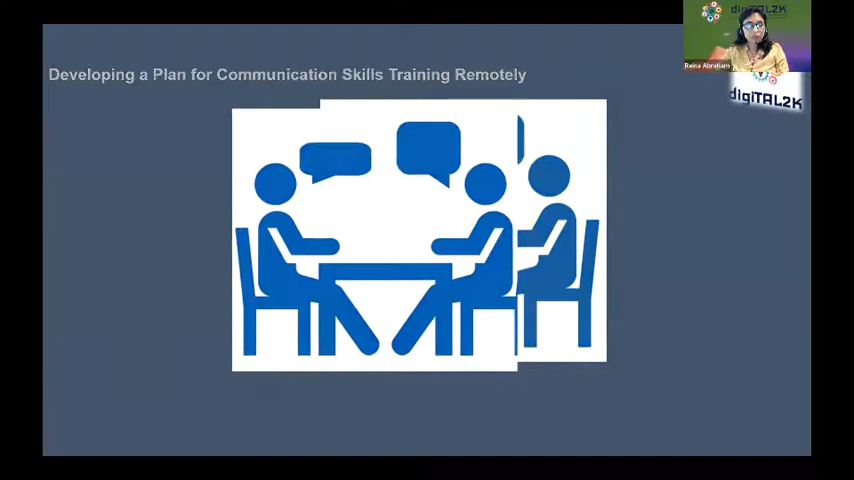 digiTAL2K
Reina Abraham
digiTAL2K
Developing a Plan for Communication Skills Training Remotely